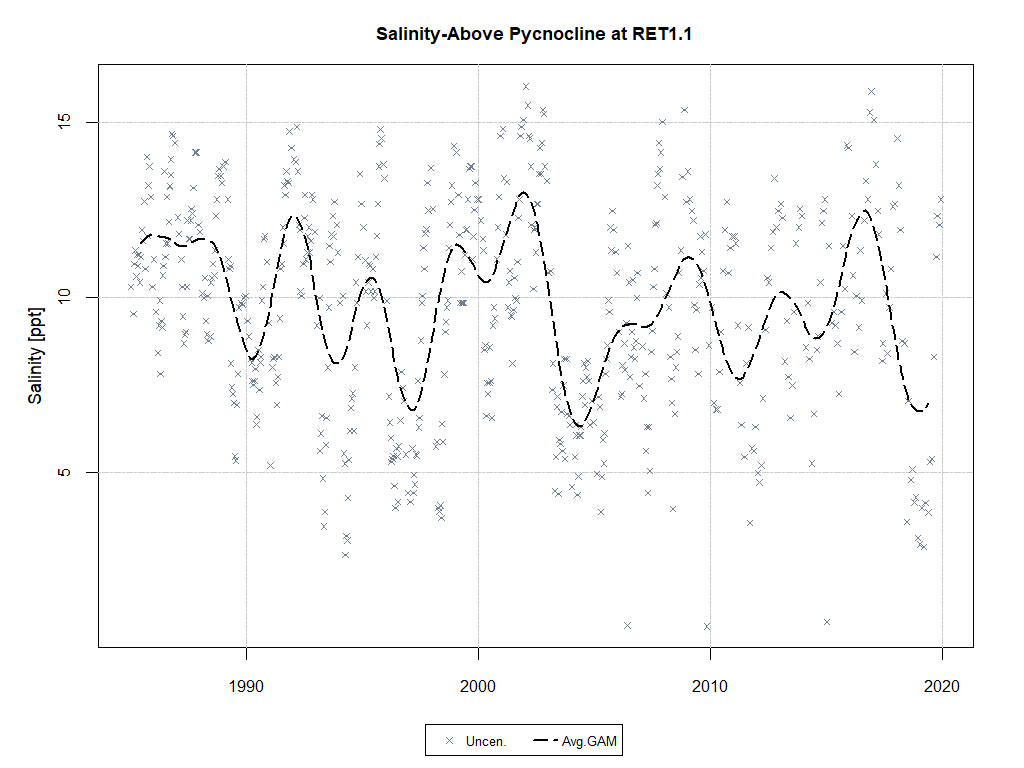 Salinity-Above Pycnocline at RET1.1
15
10
5
Salinity [ppt]
1990 2000 2010 2020
Uncen. Avg.GAM